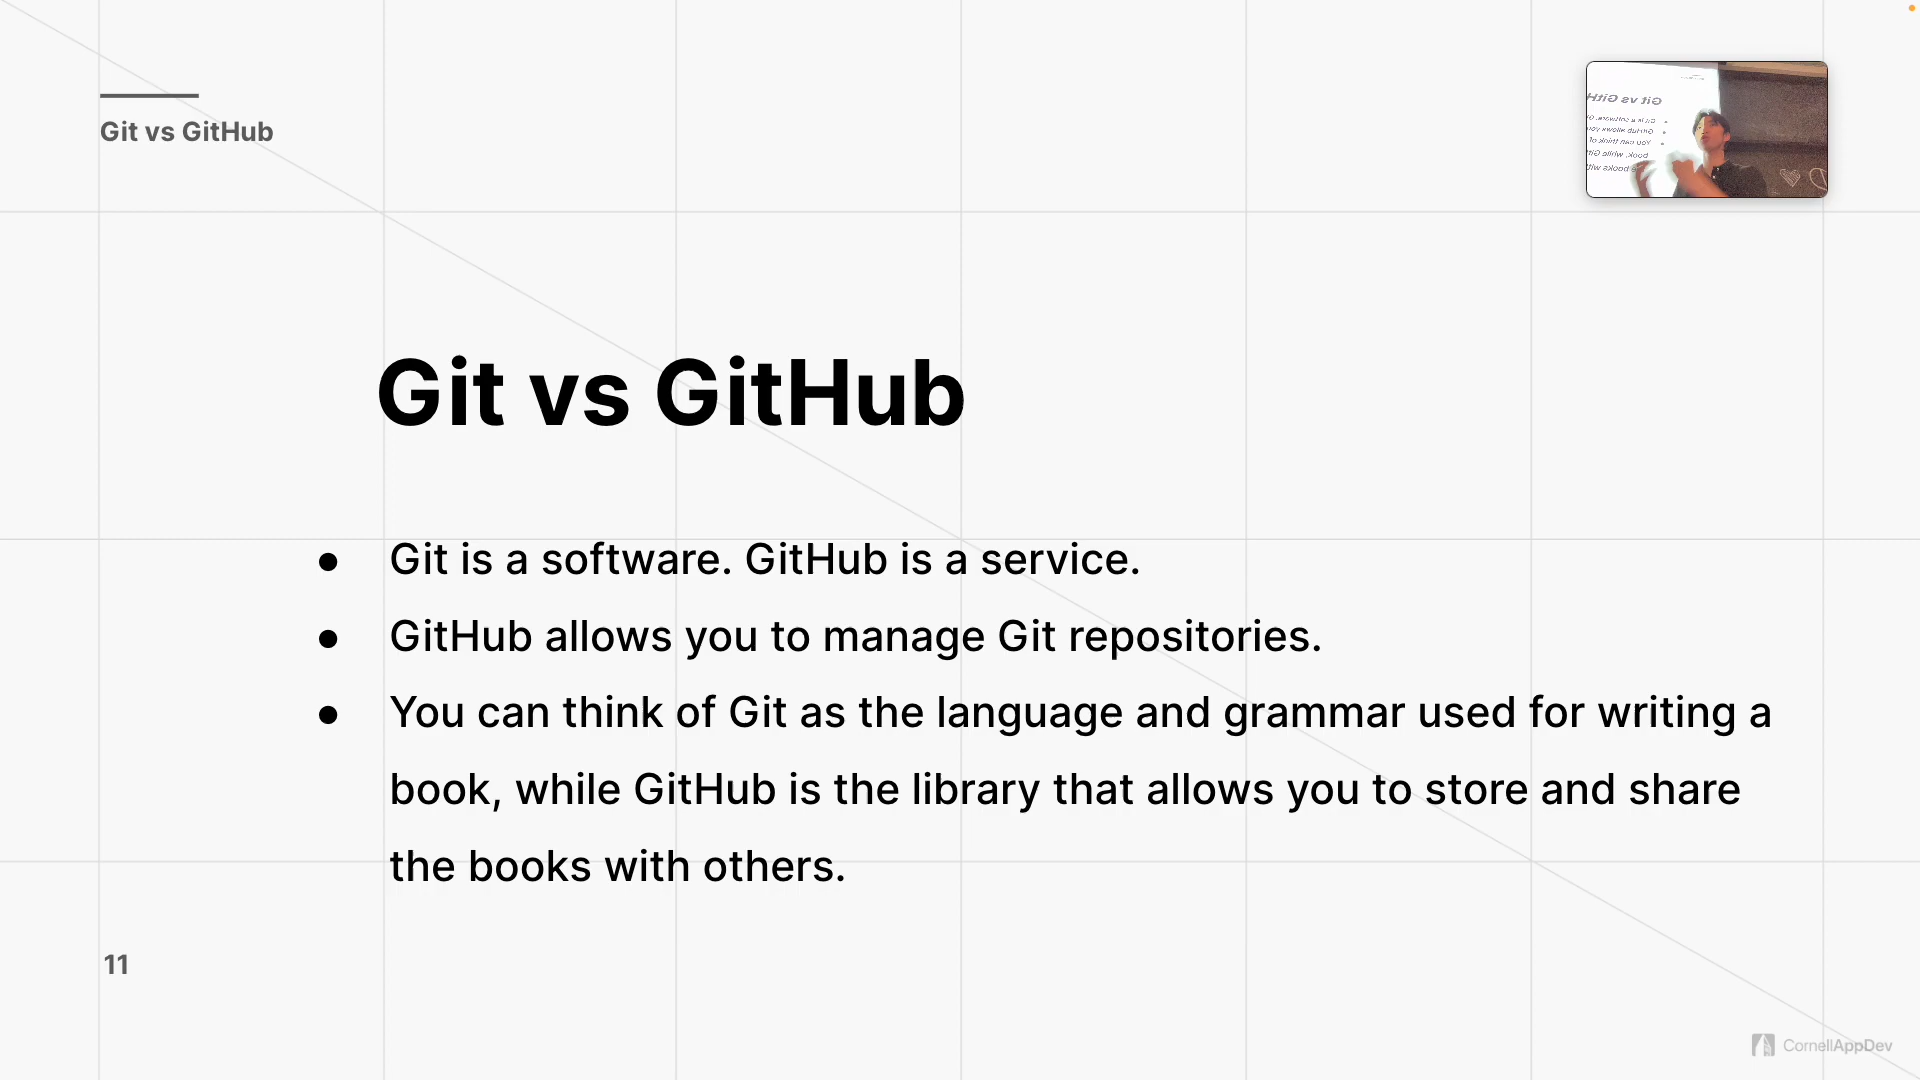 Git vs GitHub
Git vs GitHub
● Git is a software. GitHub is a service.
● GitHub allows you to manage Git repositories.
● You can think of Git as the language and grammar used for writing a
book, while GitHub is the library that allows you to store and share
the books with others.
11
CornellAppDev